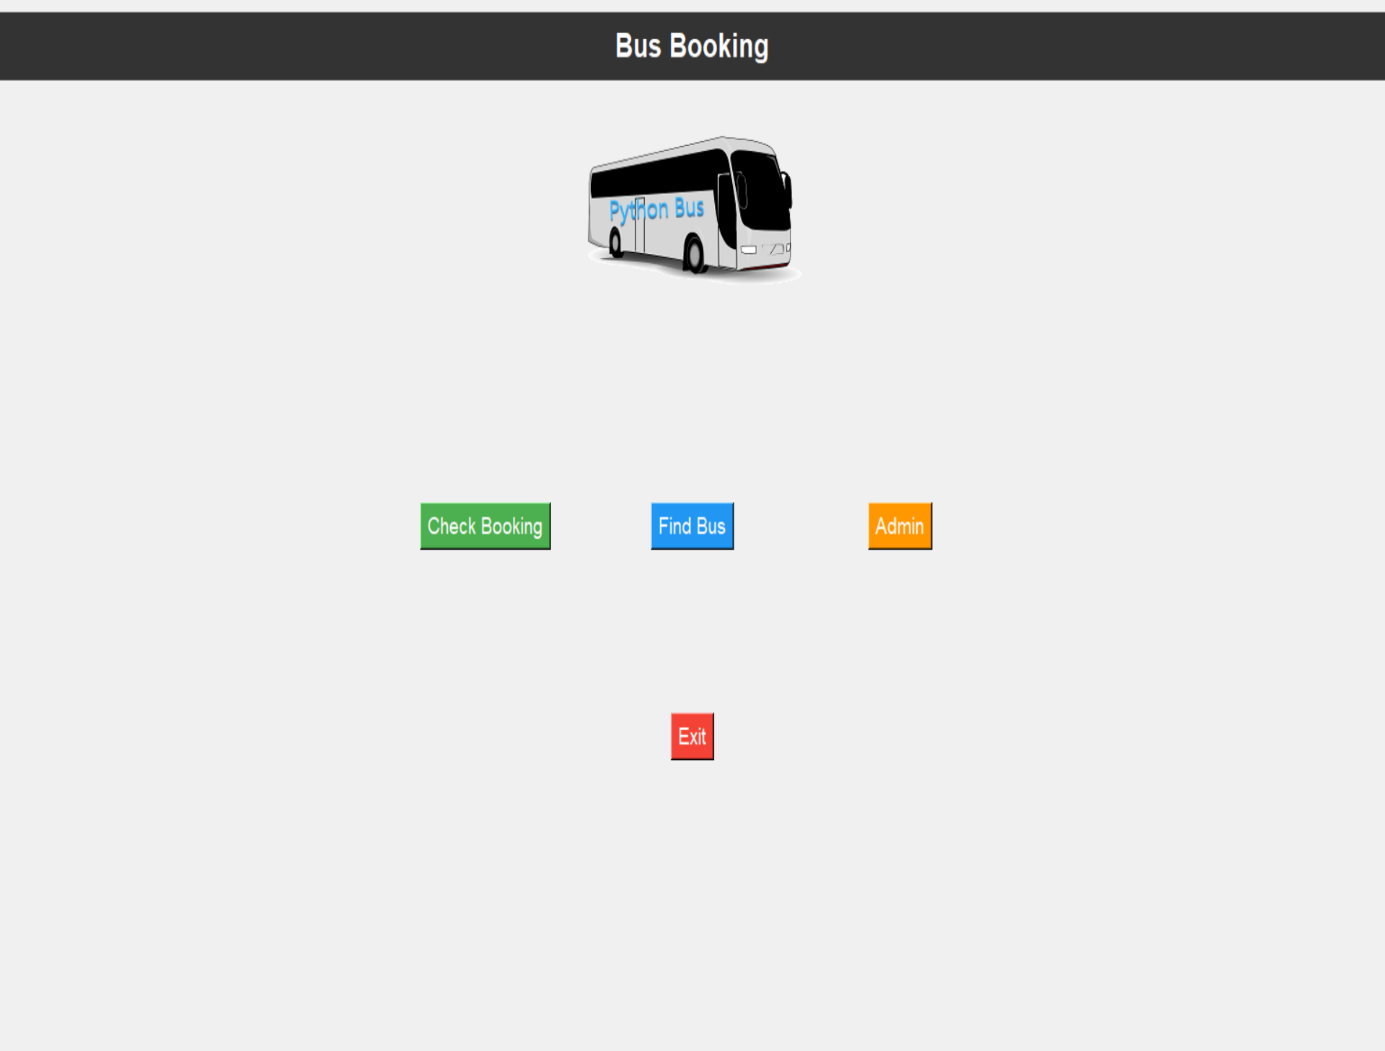 Bus Booking
Python Bus
Check Booking
Find Bus
Admin
Exit